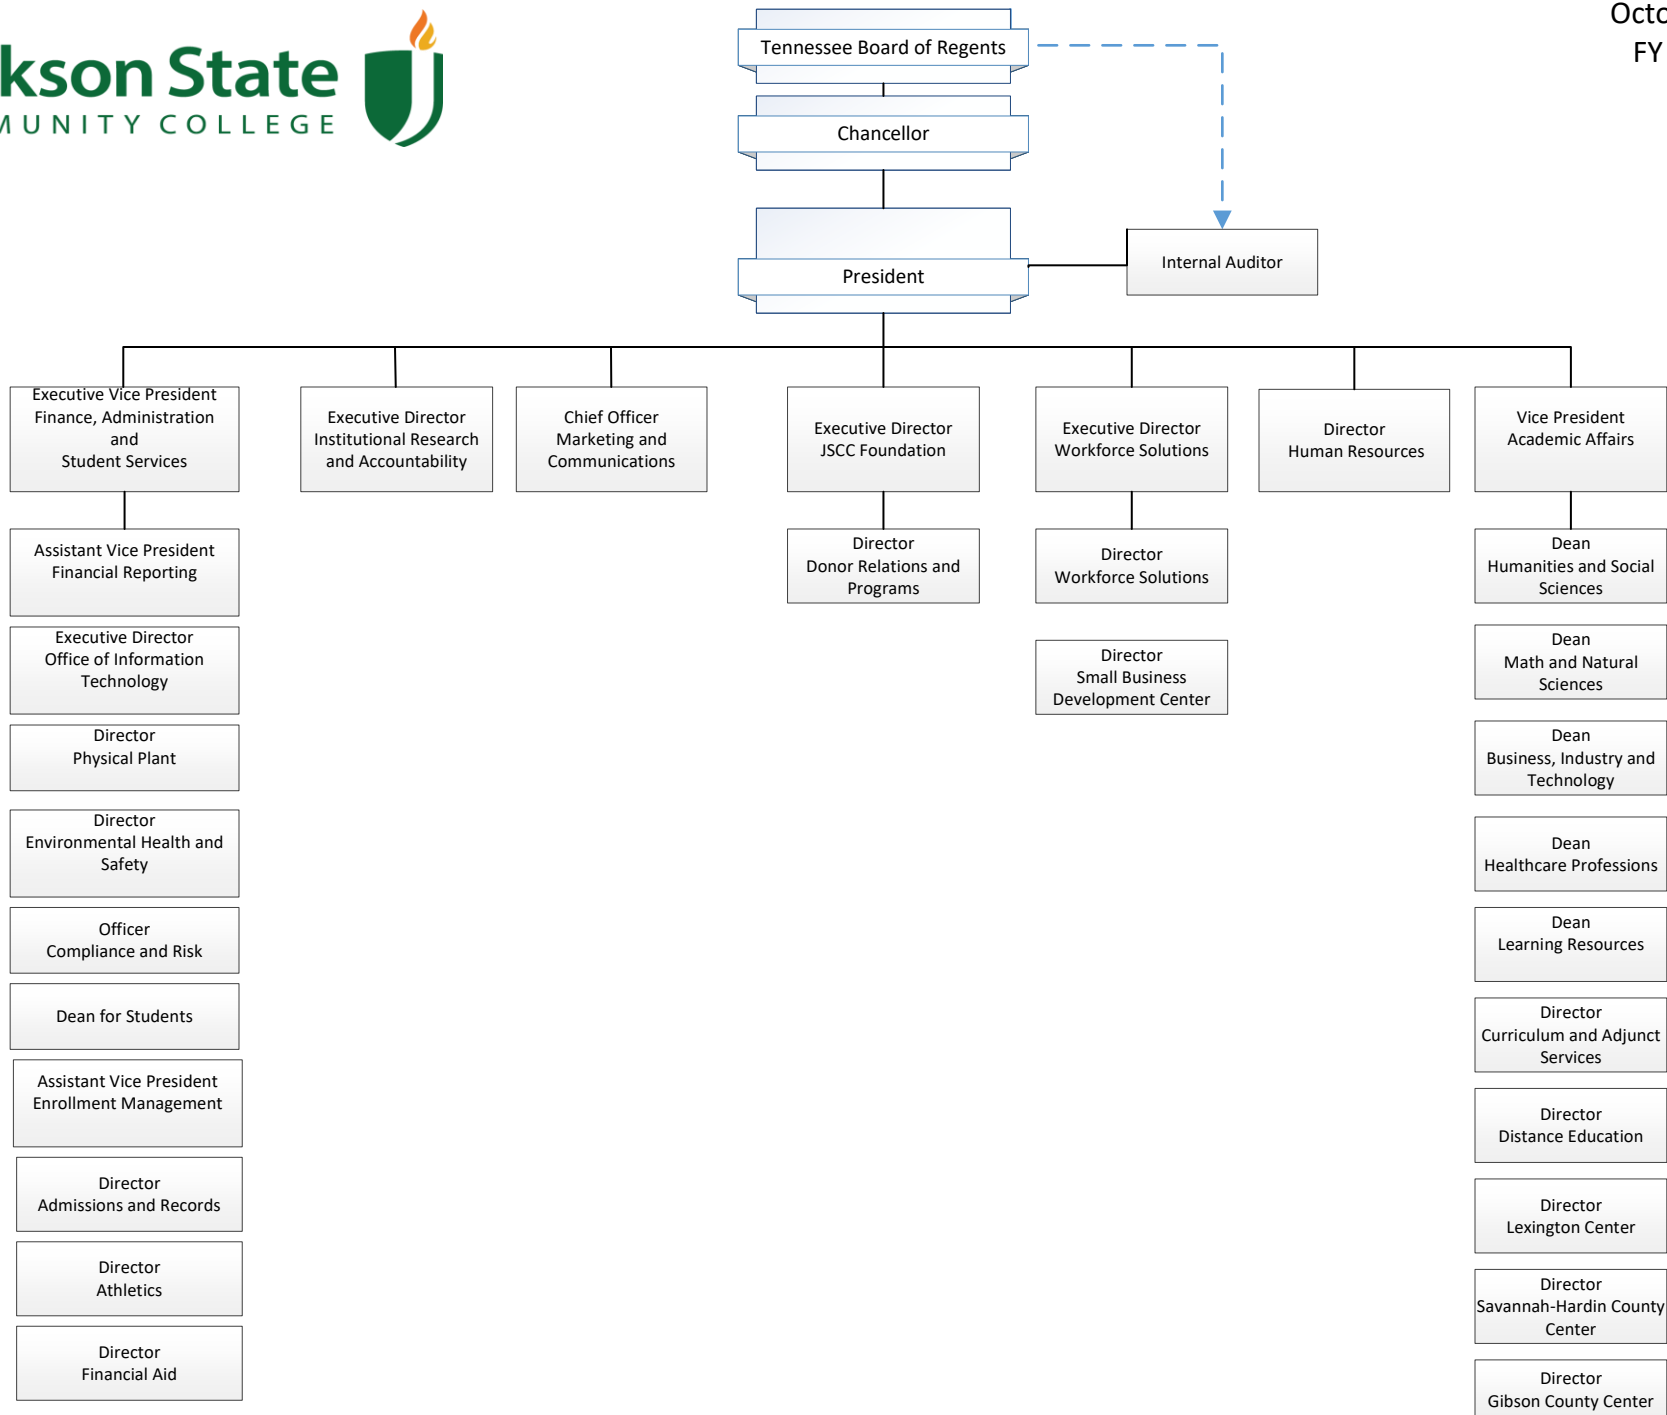 kson State
MUNITY COLLEGE
Octo
FY
Tennessee Board of Regents
Chancellor
President
Internal Auditor
Executive Vice President
Finance, Administration
and
Student Services
Executive Director
Institutional Research
and Accountability
Chief Officer
Marketing and
Communications
Executive Director
JSCC Foundation
Executive Director
Workforce Solutions
Director
Human Resources
Vice President
Academic Affairs
Assistant Vice President
Financial Reporting
Executive Director
Office of Information
Technology
Director
Physical Plant
Director
Environmental Health and
Safety
Officer
Compliance and Risk
Dean for Students
Assistant Vice President
Enrollment Management
Director
Admissions and Records
Director
Athletics
Director
Financial Aid
Director
Donor Relations and
Programs
Director
Workforce Solutions
Director
Small Business
Development Center
Dean
Humanities and Social
Sciences
Dean
Math and Natural
Sciences
Dean
Business, Industry and
Technology
Dean
Healthcare Professions
Dean
Learning Resources
Director
Curriculum and Adjunct
Services
Director
Distance Education
Director
Lexington Center
Director
Savannah-Hardin County
Center
Director
Gibson County Center